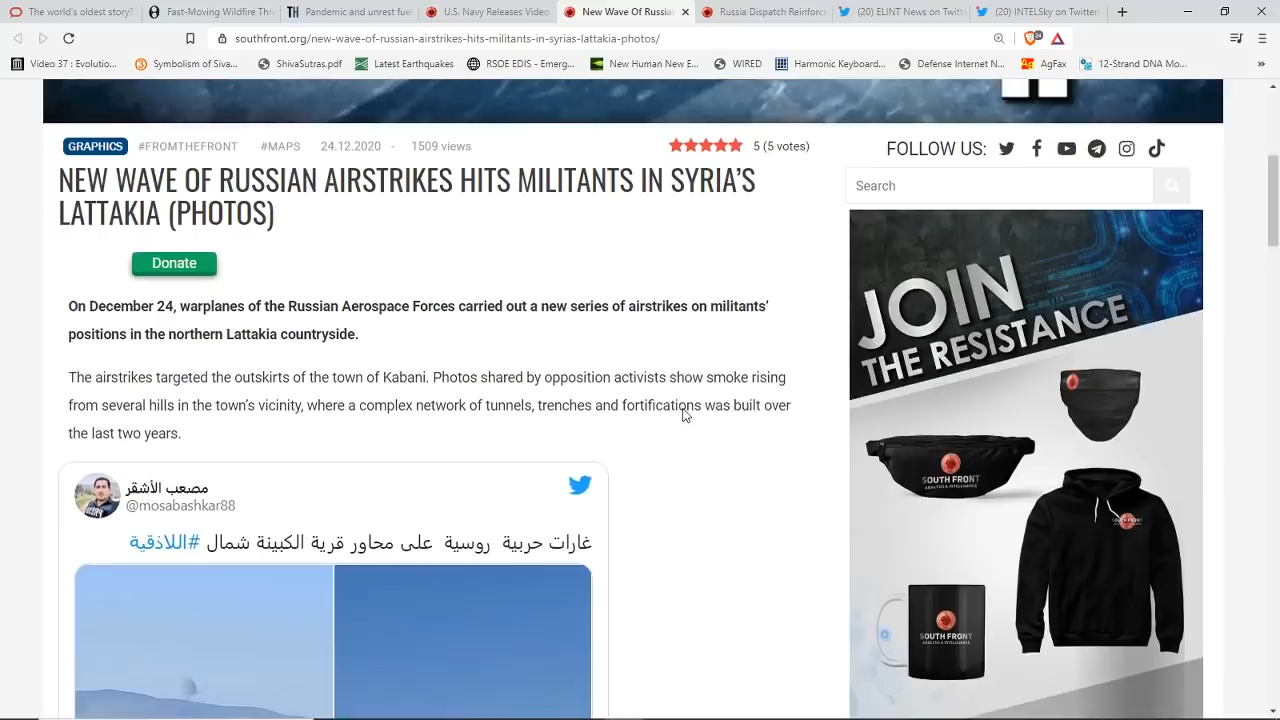 world's oldest story?
Fast-Moving Wildfire Thre
Pandemic and unrest fuel
U.S. Navy Releases Video
New Wave Of Russian
Russia Dispatch Reinforce
(20) ELINT News on Twitt
(20) INTELSky on Twitter
southfront.org/new-wave-of-russian-airstrikes-hits-militants-in-syrias-lattakia-photos/
Video 37 : Evolutio...
Symbolism of Siva...
ShivaSutras.pdf
Latest Earthquakes
RSOE EDIS - Emerg...
New Human New E...
WIRED
Harmonic Keyboard...
Defense Internet N...
AgFax
12-Strand DNA Mo...
GRAPHICS #FROMTHEFRONT #MAPS 24.12.2020 - 1509 views
5 (5 votes)
FOLLOW US:
NEW WAVE OF RUSSIAN AIRSTRIKES HITS MILITANTS IN SYRIA'S
LATTAKIA (PHOTOS)
Search
Donate
On December 24, warplanes of the Russian Aerospace Forces carried out a new series of airstrikes on militants'
positions in the northern Lattakia countryside.
The airstrikes targeted the outskirts of the town of Kabani. Photos shared by opposition activists show smoke rising
from several hills in the town's vicinity, where a complex network of tunnels, trenches and fortifications was built over
the last two years.
مصعب الأشقر
@mosabashkar88
غارات حربية روسية على محاور قرية الكبينة شمال #اللاذقية
JOIN
THE RESISTANCE
SOUTH FRONT
ANALYSIS & INTELLIGENCE
SOUTH FRONT
ANALYSIS & INTELLIGENCE